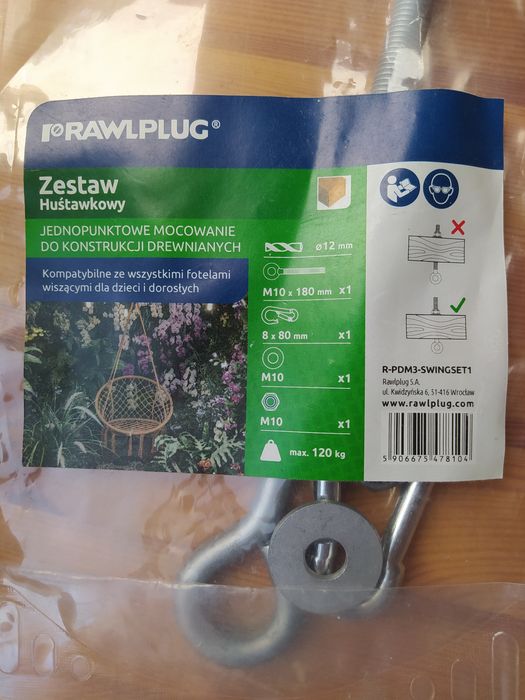 RAWLPLUG®
Zestaw
Huśtawkowy
JEDNOPUNKTOWE MOCOWANIE
DO KONSTRUKCJI DREWNIANYCH
Kompatybilne ze wszystkimi fotelami
wiszącymi dla dzieci i dorosłych
ø12 mm
M10 x 180 mm x1
8 x 80 mm x1
M10 x1
M10 x1
max. 120 kg
R-PDM3-SWINGSET1
Rawlplug S.A.
ul. Kwidzyńska 6, 51-416 Wrocław
www.rawlplug.com
5 906675 478104